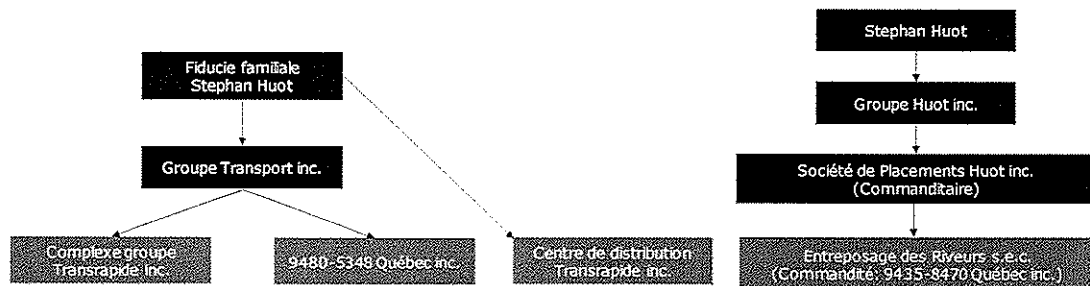 Fiducie familiale
Stephan Huot
Groupe Transport inc.
Complexe groupe
Transrapide inc.
9480-5348 Québec inc.
Centre de distribution
Transrapide inc.
Stephan Huot
Groupe Huot inc.
Société de Placements Huot inc.
(Commanditaire)
Entreposage des Riveurs s.e.c.
(Commandité: 9435-8470 Québec inc.)